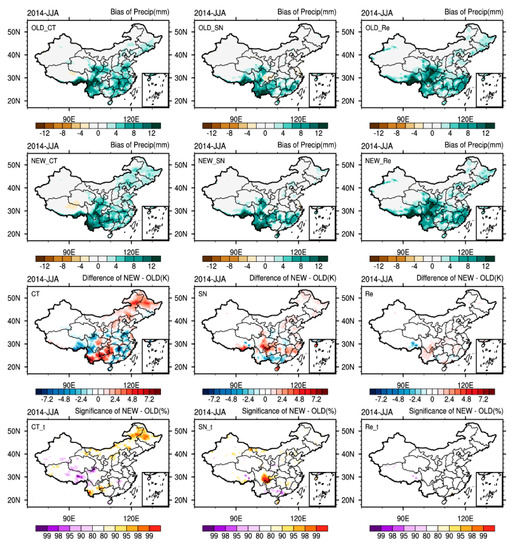 2014-JJA Bias of Precip(mm) 2014-JJA Bias of Precip(mm) 2014-JJA Bias of Precip(mm)
50N OLD_CT 50N OLD_SN 50N OLD_Re
40N 40N 40N
30N 30N 30N
20N 20N 20N
90E 120E 90E 120E 90E 120E
-12 -8 -4 0 4 8 12 -12 -8 -4 0 4 8 12 -12 -8 -4 0 4 8 12
2014-JJA Bias of Precip(mm) 2014-JJA Bias of Precip(mm) 2014-JJA Bias of Precip(mm)
50N NEW_CT 50N NEW_SN 50N NEW_Re
40N 40N 40N
30N 30N 30N
20N 20N 20N
90E 120E 90E 120E 90E 120E
-12 -8 -4 0 4 8 12 -12 -8 -4 0 4 8 12 -12 -8 -4 0 4 8 12
2014-JJA Difference of NEW - OLD(K) 2014-JJA Difference of NEW - OLD(K) 2014-JJA Difference of NEW - OLD(K)
50N CT 50N SN 50N Re
40N 40N 40N
30N 30N 30N
20N 20N 20N
90E 120E 90E 120E 90E 120E
-7.2 -4.8 -2.4 0 2.4 4.8 7.2 -7.2 -4.8 -2.4 0 2.4 4.8 7.2 -7.2 -4.8 -2.4 0 2.4 4.8 7.2
2014-JJA Significance of NEW - OLD(%) 2014-JJA Significance of NEW - OLD(%) 2014-JJA Significance of NEW - OLD(%)
50N CT_t 50N SN_t 50N Re_t
40N 40N 40N
30N 30N 30N
20N 20N 20N
90E 120E 90E 120E 90E 120E
99 98 95 90 80 80 90 95 98 99 99 98 95 90 80 80 90 95 98 99 99 98 95 90 80 80 90 95 98 99